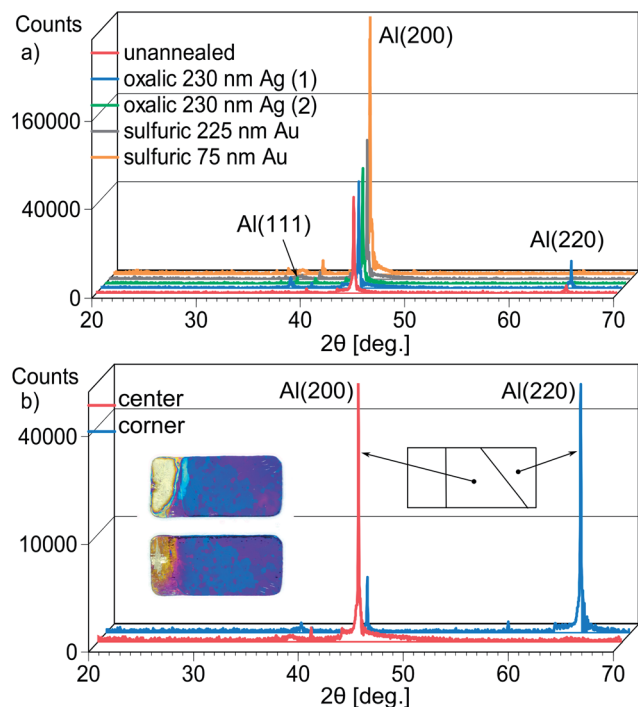 Counts
a)
unannealed
oxalic 230 nm Ag (1)
oxalic 230 nm Ag (2)
sulfuric 225 nm Au
sulfuric 75 nm Au
Al(200)
Al(111)
Al(220)
160000
40000
0
20 30 40 50 60 70
2θ [deg.]
Counts
b)
center
corner
Al(200) Al(220)
40000
10000
0
20 30 40 50 60 70
2θ [deg.]